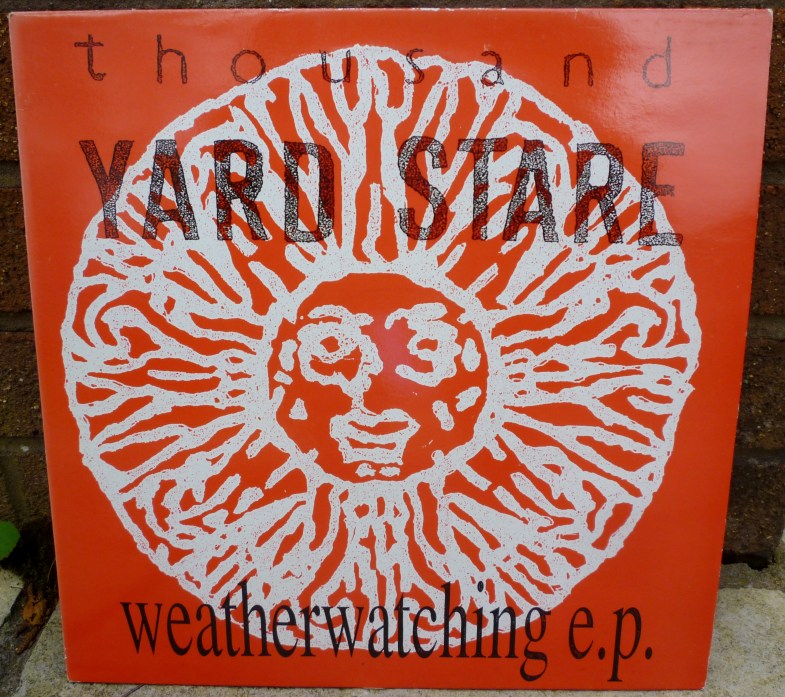 thousand
YARD STARE
weatherwatching e.p.